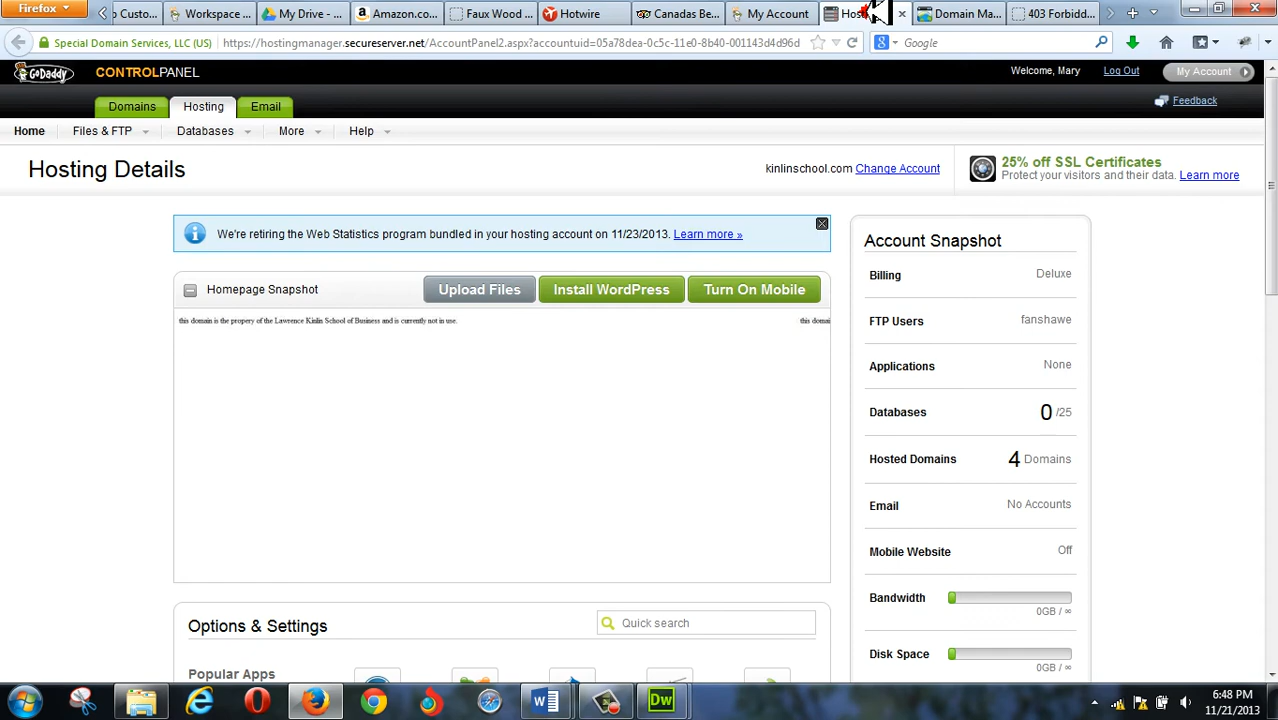 Firefox
p Custo...
Workspace ...
My Drive - ...
Amazon.co...
Faux Wood ...
Hotwire
Canadas Be...
My Account
Hos
Domain Ma...
403 Forbidd...
Special Domain Services, LLC (US)
https://hostingmanager.secureserver.net/AccountPanel2.aspx?accountuid=05a78dea-0c5c-11e0-8b40-001143d4d96d
Google
GoDaddy
CONTROLPANEL
Welcome, Mary
Log Out
My Account
Domains
Hosting
Email
Feedback
Home
Files & FTP
Databases
More
Help
Hosting Details
kinlinschool.com Change Account
25% off SSL Certificates
Protect your visitors and their data. Learn more
We're retiring the Web Statistics program bundled in your hosting account on 11/23/2013. Learn more »
Homepage Snapshot
Upload Files
Install WordPress
Turn On Mobile
this domain is the propery of the Lawrence Kinlin School of Business and is currently not in use.
this domai
Account Snapshot
Billing Deluxe
FTP Users fanshawe
Applications None
Databases 0 /25
Hosted Domains 4 Domains
Email No Accounts
Mobile Website Off
Bandwidth
0GB / ∞
Disk Space
0GB / ∞
Options & Settings
Quick search
Popular Apps
W
Dw
6:48 PM
11/21/2013